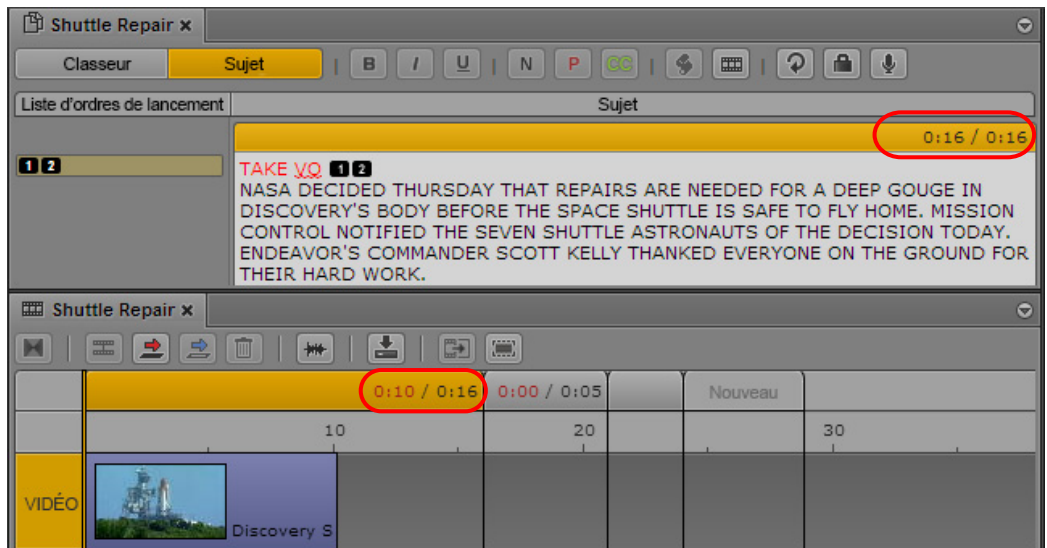 Shuttle Repair ×
Classeur Sujet | B I U | N P CC | |
Liste d'ordres de lancement Sujet
0:16 / 0:16
1 2 TAKE VO 1 2
NASA DECIDED THURSDAY THAT REPAIRS ARE NEEDED FOR A DEEP GOUGE IN
DISCOVERY'S BODY BEFORE THE SPACE SHUTTLE IS SAFE TO FLY HOME. MISSION
CONTROL NOTIFIED THE SEVEN SHUTTLE ASTRONAUTS OF THE DECISION TODAY.
ENDEAVOR'S COMMANDER SCOTT KELLY THANKED EVERYONE ON THE GROUND FOR
THEIR HARD WORK.
Shuttle Repair ×
0:10 / 0:16 0:00 / 0:05 Nouveau
10 20 30
VIDÉO
Discovery S